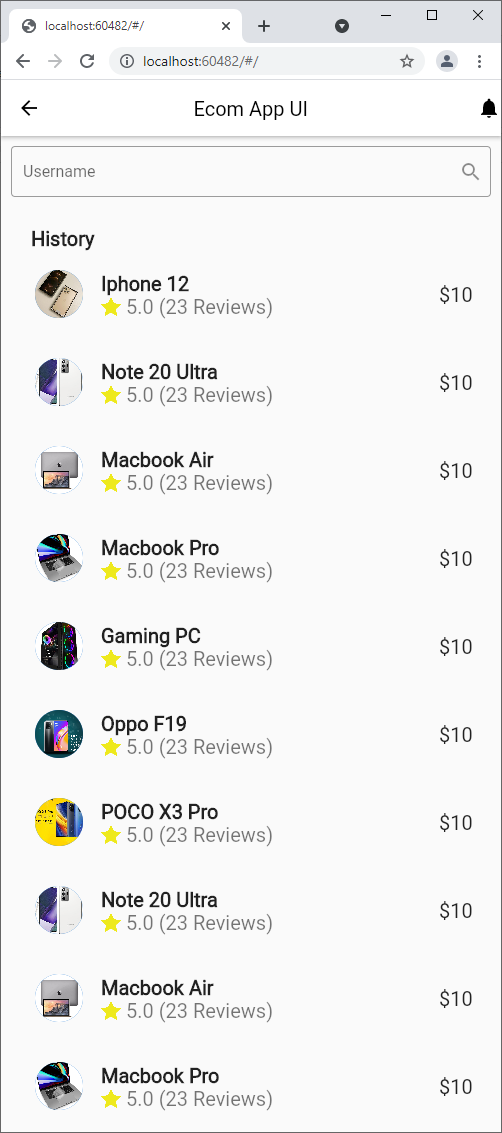 localhost:60482/#/
localhost:60482/#/
Ecom App UI
Username
History
Iphone 12
5.0 (23 Reviews)
$10
Note 20 Ultra
5.0 (23 Reviews)
$10
Macbook Air
5.0 (23 Reviews)
$10
Macbook Pro
5.0 (23 Reviews)
$10
Gaming PC
5.0 (23 Reviews)
$10
Oppo F19
5.0 (23 Reviews)
$10
POCO X3 Pro
5.0 (23 Reviews)
$10
Note 20 Ultra
5.0 (23 Reviews)
$10
Macbook Air
5.0 (23 Reviews)
$10
Macbook Pro
5.0 (23 Reviews)
$10